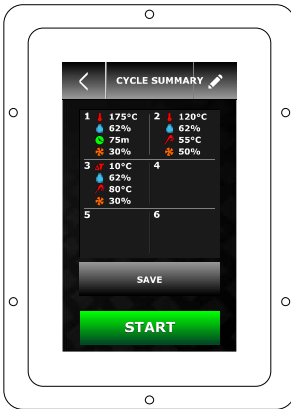 CYCLE SUMMARY
1 175°C 2 120°C
62% 62%
75m 55°C
30% 50%
3 10°C 4
62%
80°C
30%
5 6
SAVE
START